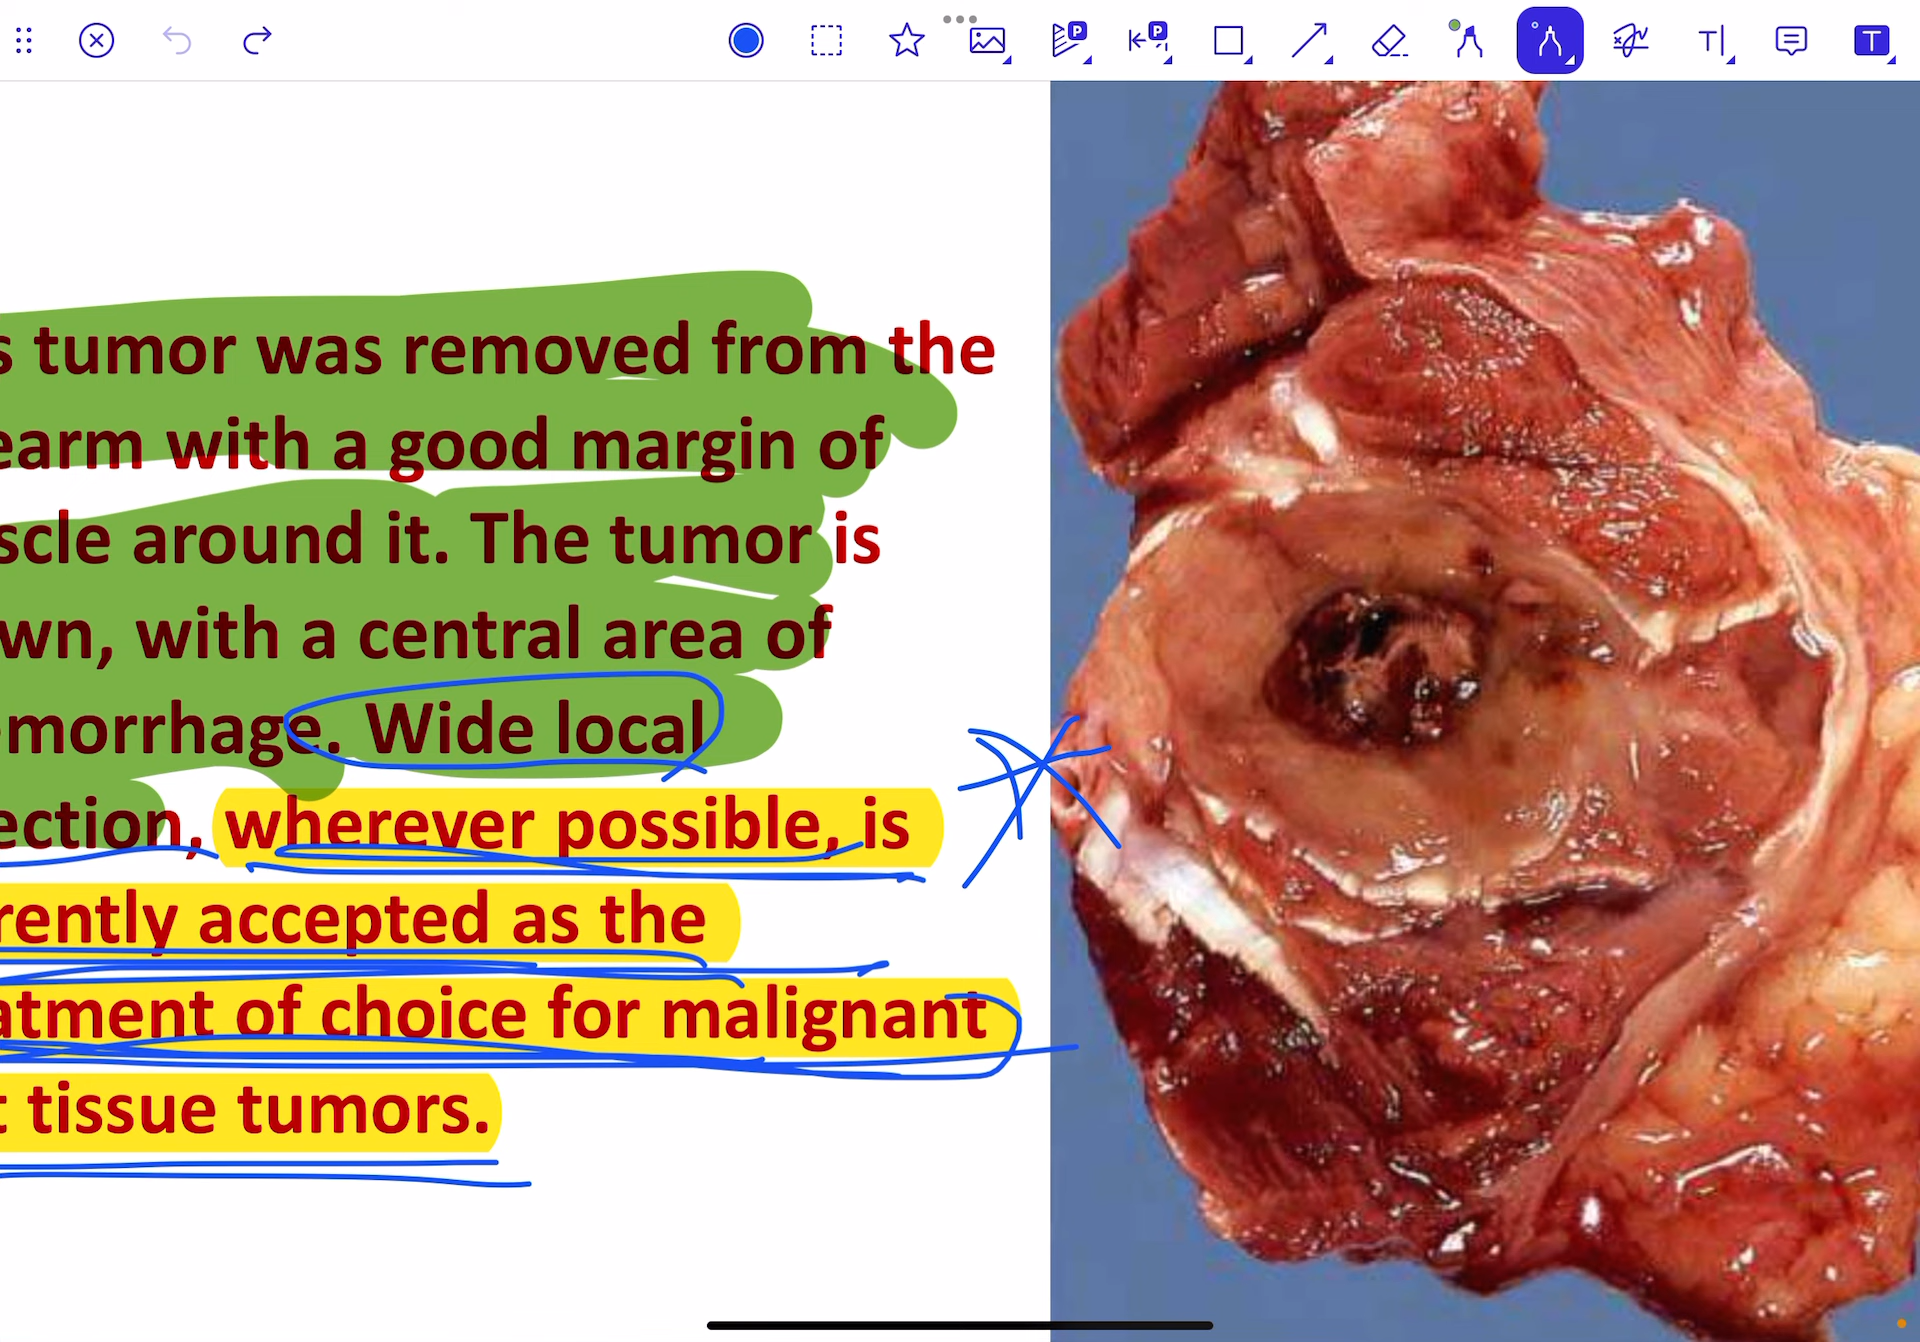 s tumor was removed from the
earm with a good margin of
scle around it. The tumor is
wn, with a central area of
morrhage. Wide local
ection, wherever possible, is
rently accepted as the
atment of choice for malignant
t tissue tumors.